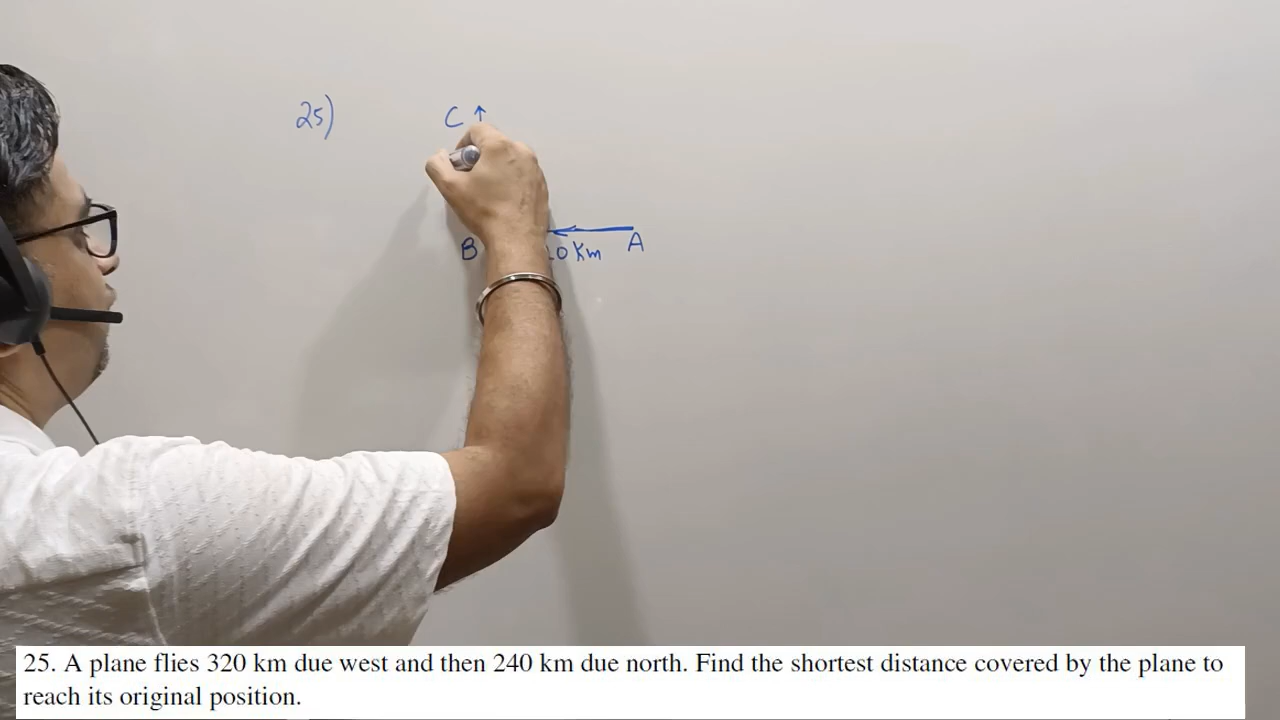 25)
C
B
Km
A
25. A plane flies 320 km due west and then 240 km due north. Find the shortest distance covered by the plane to
reach its original position.